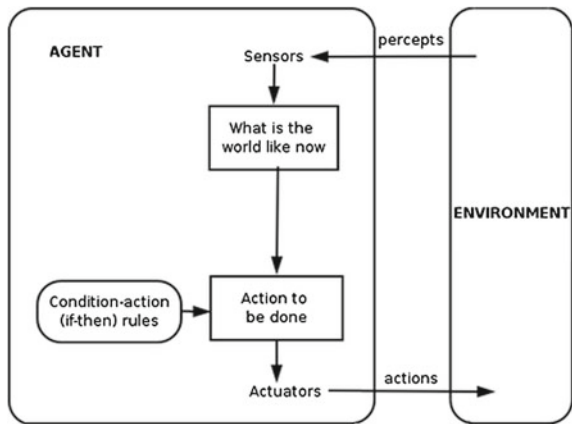 AGENT
Sensors
percepts
What is the
world like now
ENVIRONMENT
Condition-action
(if-then) rules
Action to
be done
Actuators
actions